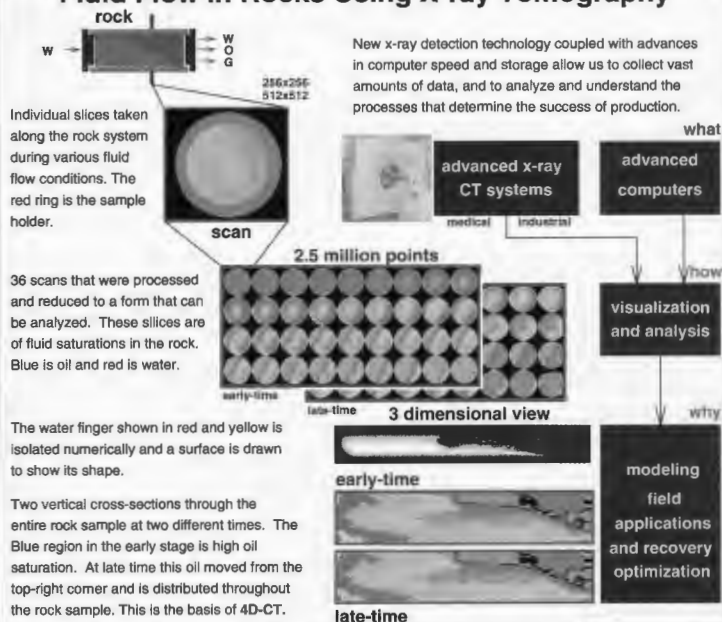 Fluid Flow in Rocks Using X-ray Tomography
rock
W
W
O
G
256x256
512x512
New x-ray detection technology coupled with advances
in computer speed and storage allow us to collect vast
amounts of data, and to analyze and understand the
processes that determine the success of production.
Individual slices taken
along the rock system
during various fluid
flow conditions. The
red ring is the sample
holder.
scan
what
advanced x-ray
CT systems
advanced
computers
medical industrial
2.5 million points
how
36 scans that were processed
and reduced to a form that can
be analyzed. These sllices are
of fluid saturations in the rock.
Blue is oil and red is water.
visualization
and analysis
early-time
late-time
3 dimensional view
why
The water finger shown in red and yellow is
isolated numerically and a surface is drawn
to show its shape.
early-time
modeling
field
applications
and recovery
optimization
Two vertical cross-sections through the
entire rock sample at two different times. The
Blue region in the early stage is high oil
saturation. At late time this oil moved from the
top-right corner and is distributed throughout
the rock sample. This is the basis of 4D-CT.
late-time